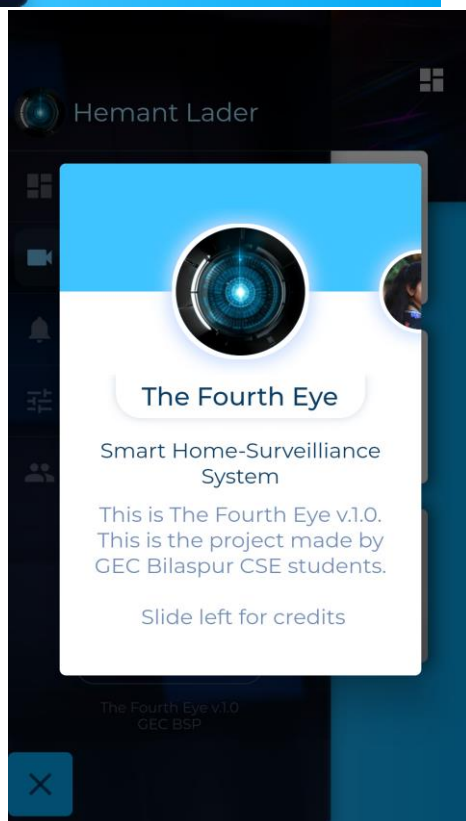 Hemant Lader
The Fourth Eye
Smart Home-Surveilliance
System
This is The Fourth Eye v.1.0.
This is the project made by
GEC Bilaspur CSE students.
Slide left for credits
The Fourth Eye v.1.0
GEC BSP